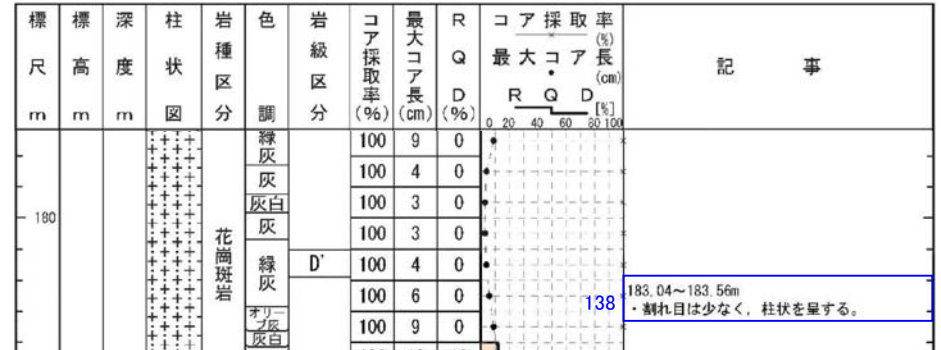 標尺m
標高m
深度m
柱状図
岩種区分
色調
岩級区分
コア採取率(%)
最大コア長(cm)
RQD(%)
コア採取率(%)
最大コア長(cm)
RQD[%]
0 20 40 60 80 100
記事
緑灰 100 9 0
灰 100 4 0
灰白 100 3 0
180
灰 100 3 0
花崗斑岩
緑灰 D' 100 4 0
100 6 0
138 183.04～183.56m
・割れ目は少なく，柱状を呈する。
オリーブ灰 100 9 0
灰白